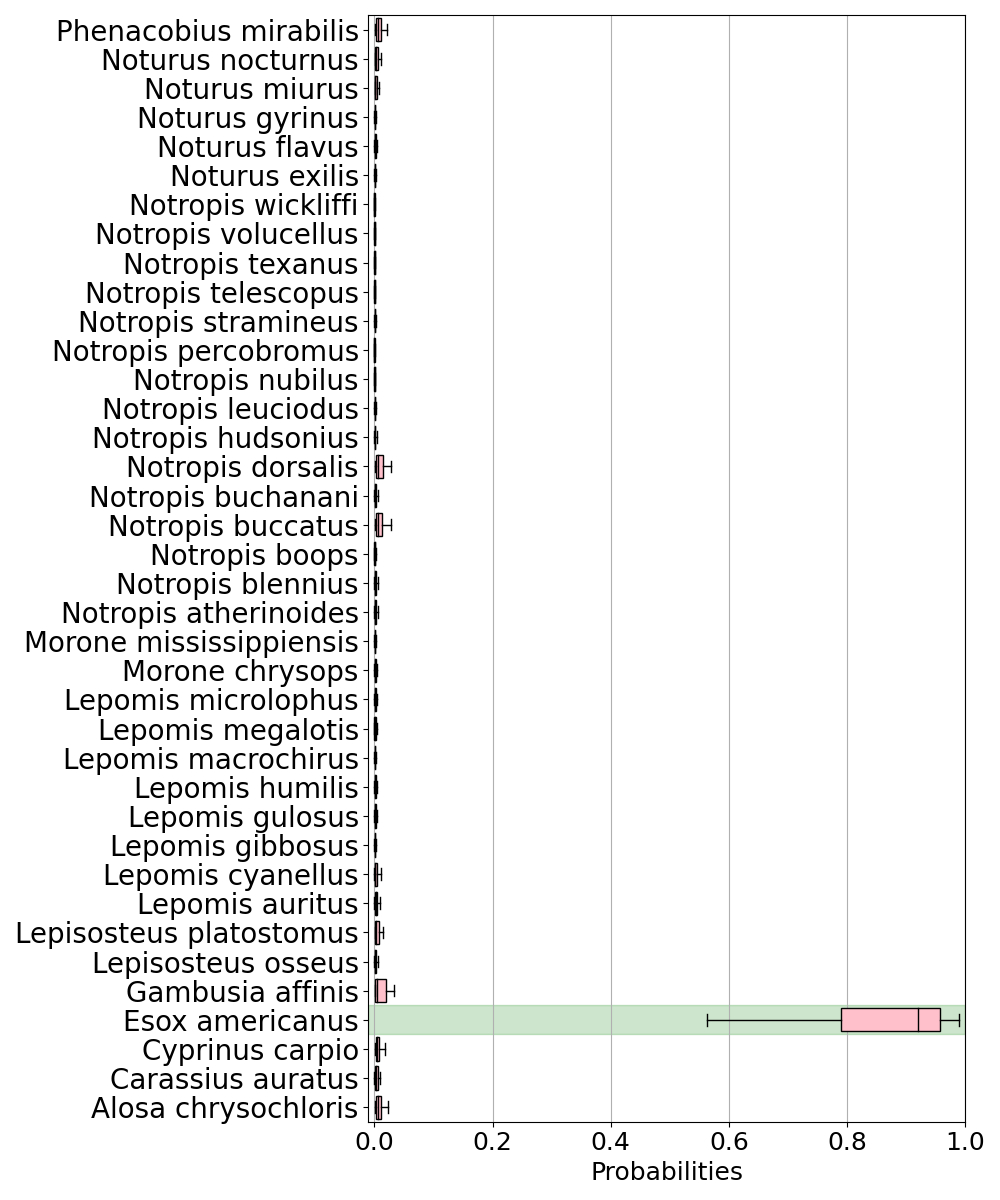 Phenacobius mirabilis
Noturus nocturnus
Noturus miurus
Noturus gyrinus
Noturus flavus
Noturus exilis
Notropis wickliffi
Notropis volucellus
Notropis texanus
Notropis telescopus
Notropis stramineus
Notropis percobromus
Notropis nubilus
Notropis leuciodus
Notropis hudsonius
Notropis dorsalis
Notropis buchanani
Notropis buccatus
Notropis boops
Notropis blennius
Notropis atherinoides
Morone mississippiensis
Morone chrysops
Lepomis microlophus
Lepomis megalotis
Lepomis macrochirus
Lepomis humilis
Lepomis gulosus
Lepomis gibbosus
Lepomis cyanellus
Lepomis auritus
Lepisosteus platostomus
Lepisosteus osseus
Gambusia affinis
Esox americanus
Cyprinus carpio
Carassius auratus
Alosa chrysochloris
0.0 0.2 0.4 0.6 0.8 1.0
Probabilities